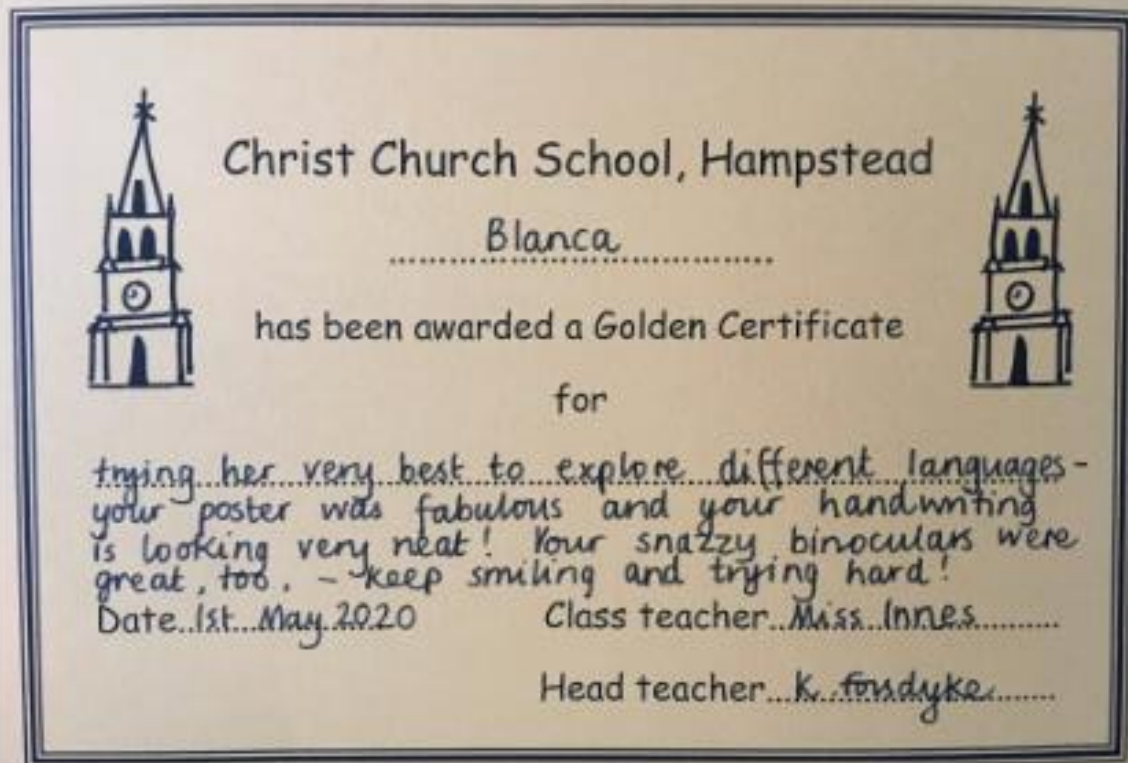 Christ Church School, Hampstead
Blanca
has been awarded a Golden Certificate
for
trying her very best to explore different languages -
your poster was fabulous and your handwriting
is looking very neat! Your snazzy binoculars were
great, too. - keep smiling and trying hard!
Date 1st May 2020 Class teacher Miss Innes
Head teacher K